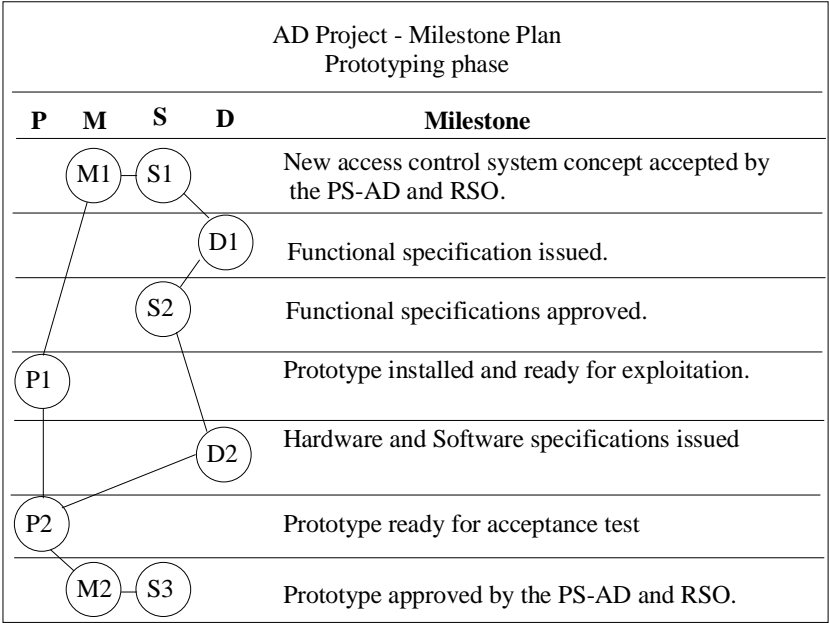 AD Project - Milestone Plan
Prototyping phase
P M S D Milestone
M1 S1 New access control system concept accepted by
the PS-AD and RSO.
D1 Functional specification issued.
S2 Functional specifications approved.
P1 Prototype installed and ready for exploitation.
D2 Hardware and Software specifications issued
P2 Prototype ready for acceptance test
M2 S3 Prototype approved by the PS-AD and RSO.